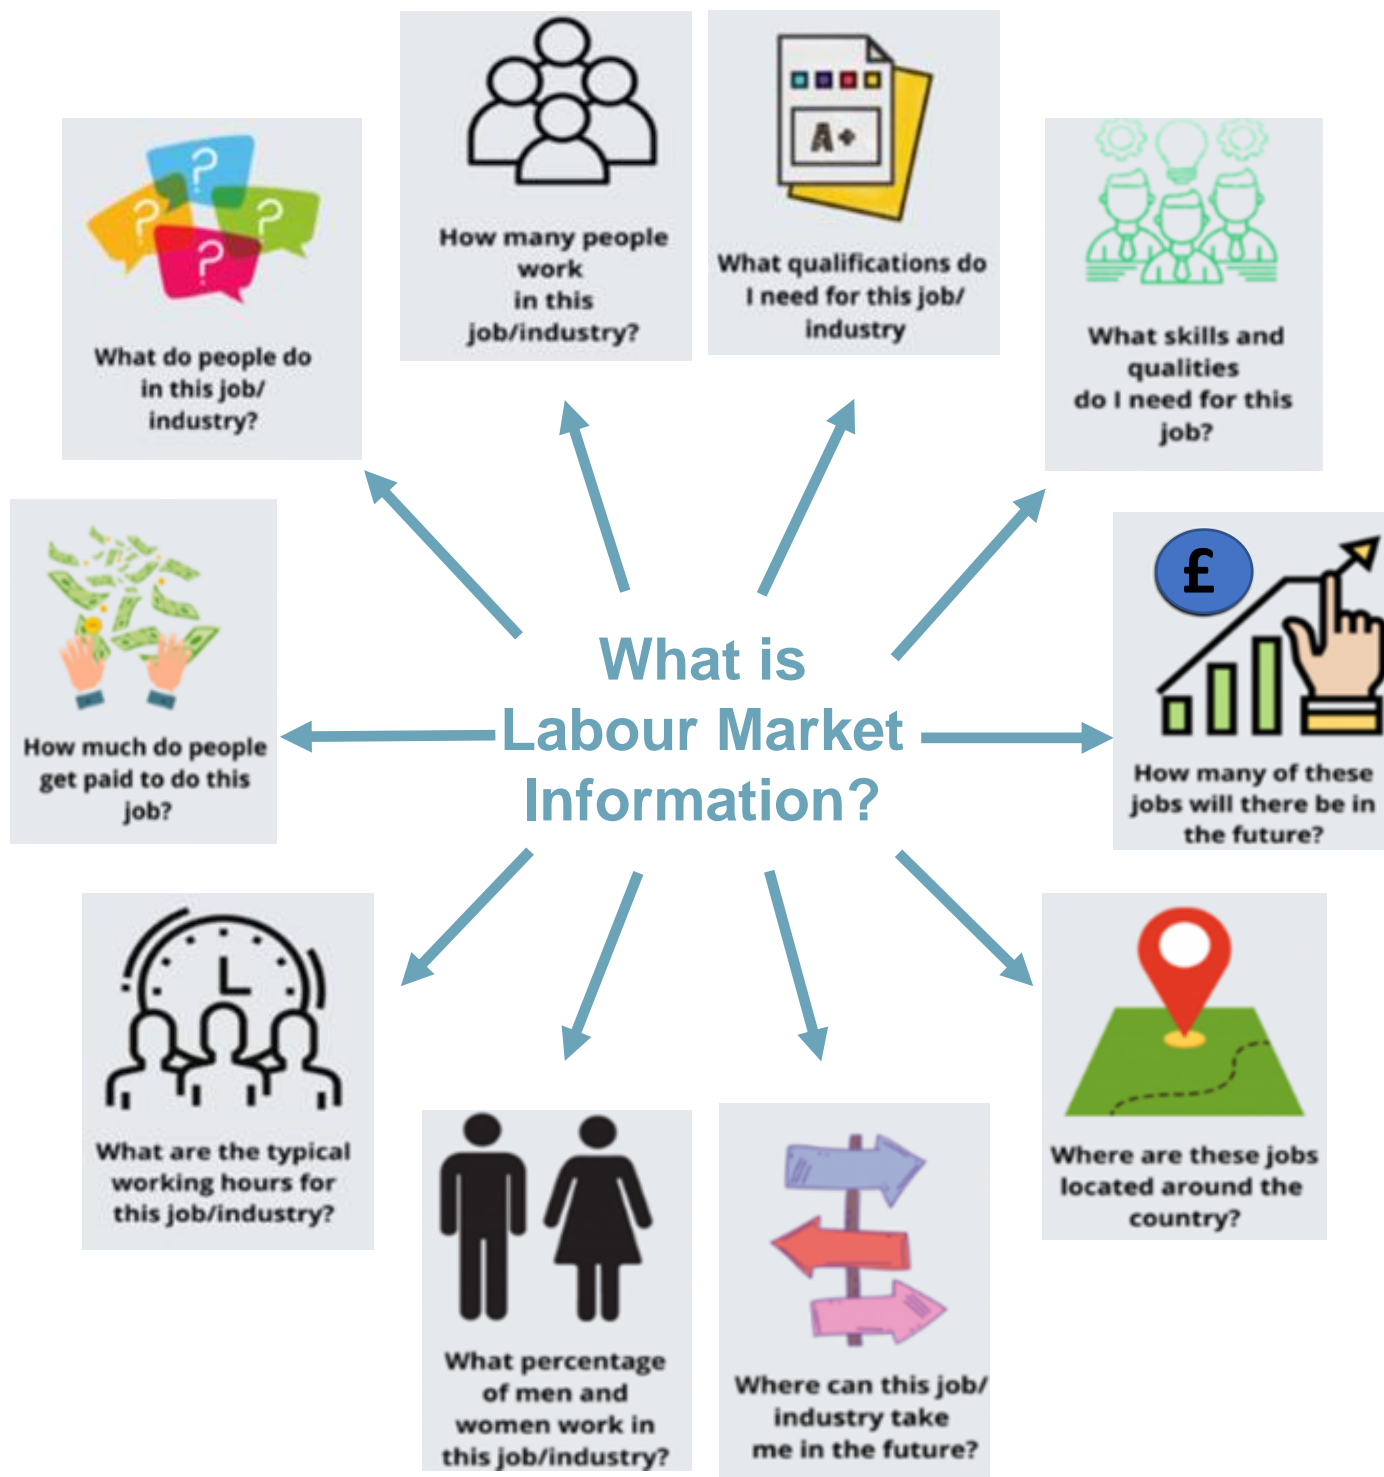 What is
Labour Market
Information?
How many people
work
in this
job/industry?
A+
What qualifications do
I need for this job/
industry
What skills and
qualities
do I need for this
job?
£
How many of these
jobs will there be in
the future?
Where are these jobs
located around the
country?
Where can this job/
industry take
me in the future?
What percentage
of men and
women work in
this job/industry?
What are the typical
working hours for
this job/industry?
How much do people
get paid to do this
job?
?
?
?
?
What do people do
in this job/
industry?